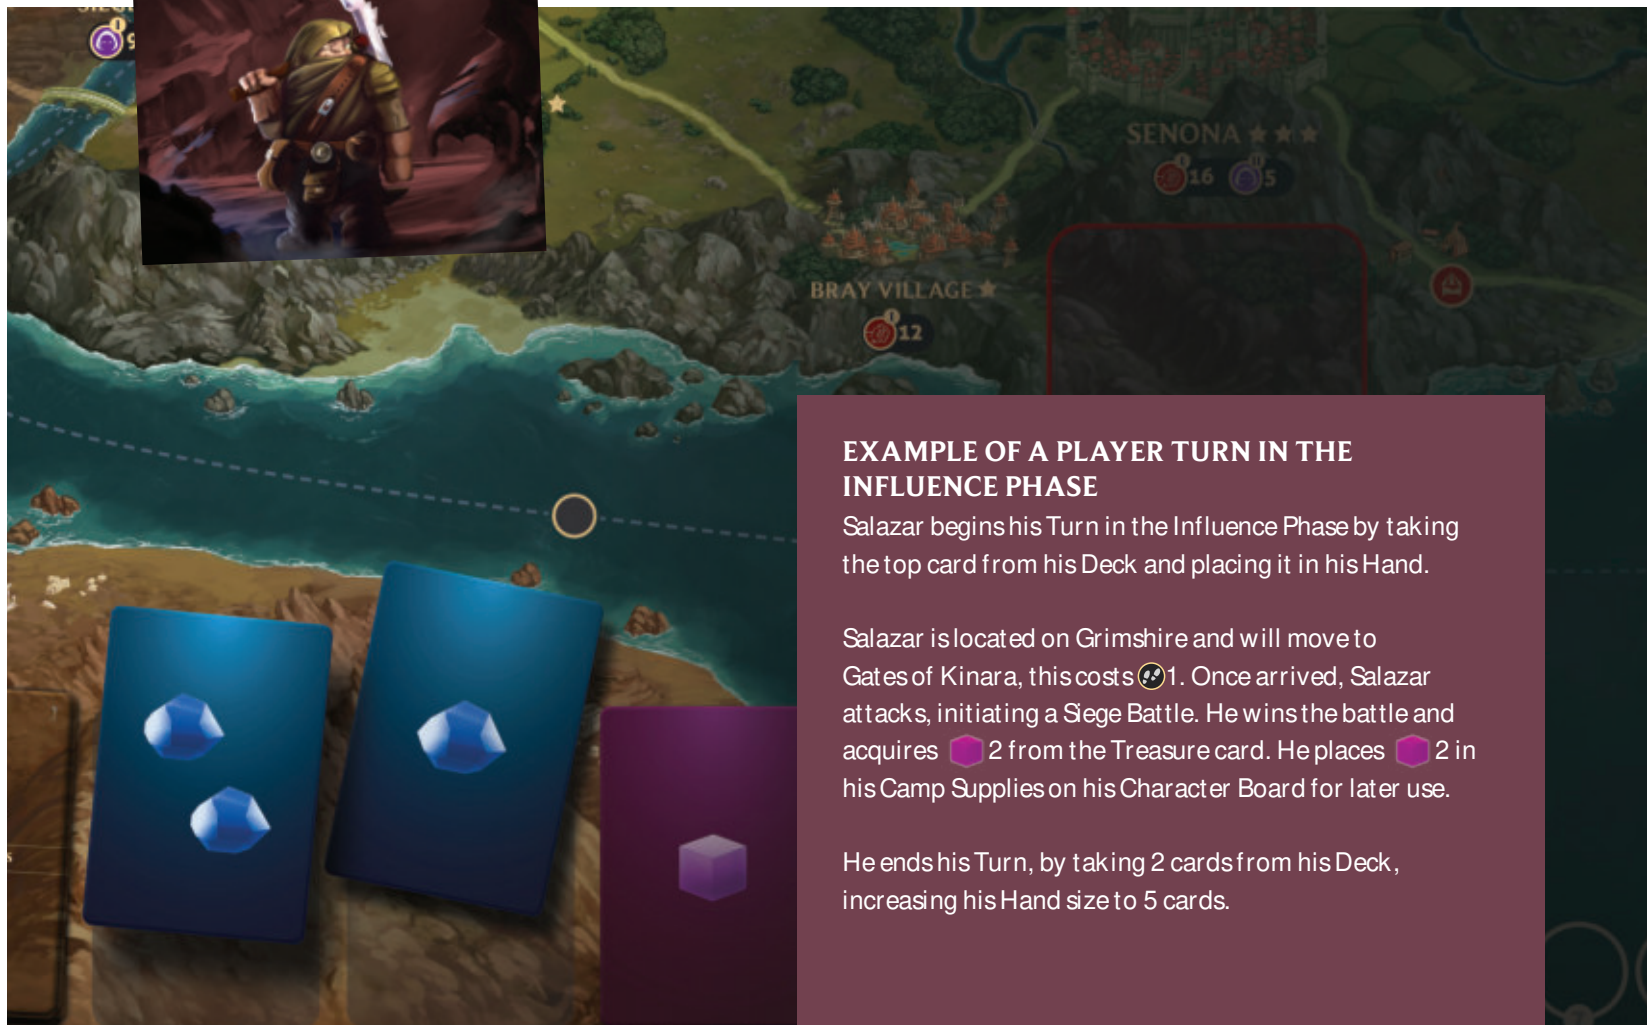 9
SENONA
16 5
BRAY VILLAGE
12
EXAMPLE OF A PLAYER TURN IN THE
INFLUENCE PHASE
Salazar begins his Turn in the Influence Phase by taking
the top card from his Deck and placing it in his Hand.
Salazar is located on Grimshire and will move to
Gates of Kinara, this costs 1. Once arrived, Salazar
attacks, initiating a Siege Battle. He wins the battle and
acquires 2 from the Treasure card. He places 2 in
his Camp Supplies on his Character Board for later use.
He ends his Turn, by taking 2 cards from his Deck,
increasing his Hand size to 5 cards.